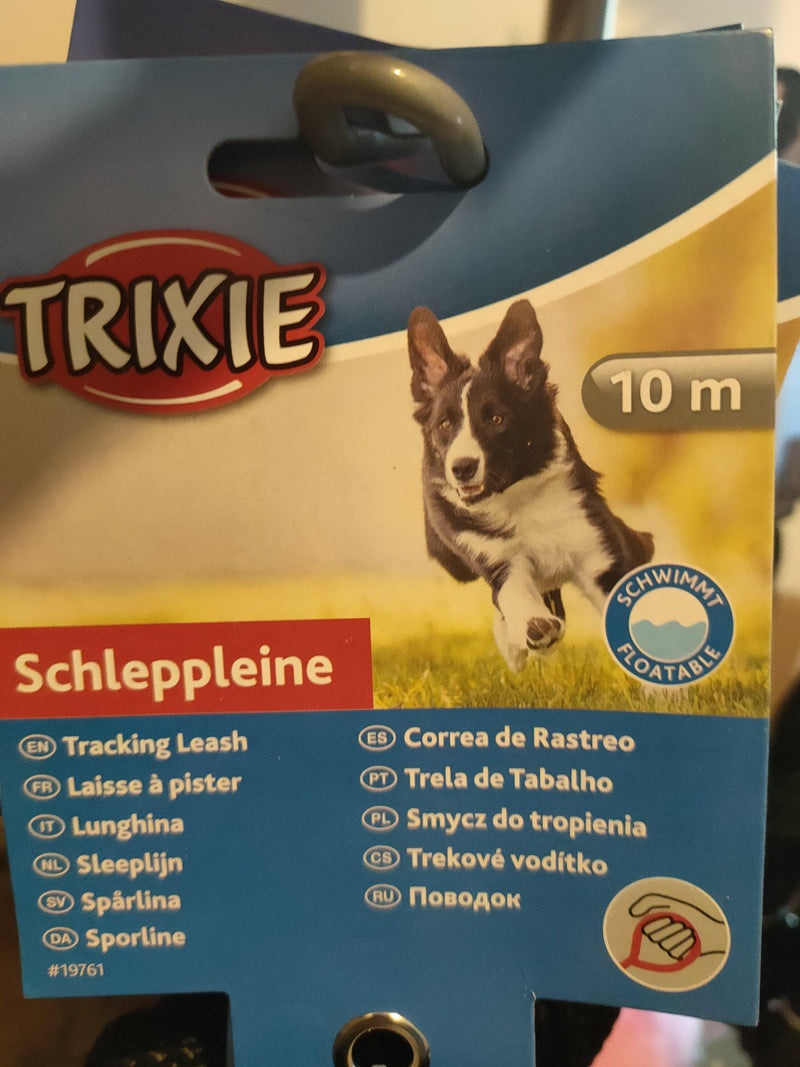 TRIXIE
10 m
SCHWIMMT
FLOATABLE
Schleppleine
EN Tracking Leash
FR Laisse à pister
IT Lunghina
NL Sleeplijn
SV Spårlina
DA Sporline
#19761
ES Correa de Rastreo
PT Trela de Tabalho
PL Smycz do tropienia
CS Trekové vodítko
RU Поводок